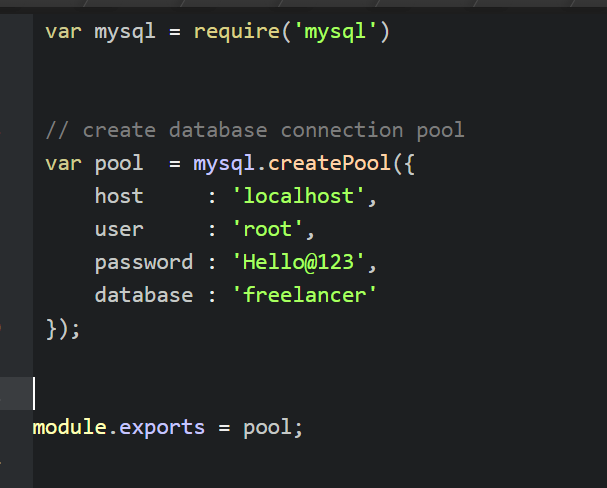 var mysql = require('mysql')
// create database connection pool
var pool  = mysql.createPool({
    host     : 'localhost',
    user     : 'root',
    password : 'Hello@123',
    database : 'freelancer'
});
module.exports = pool;